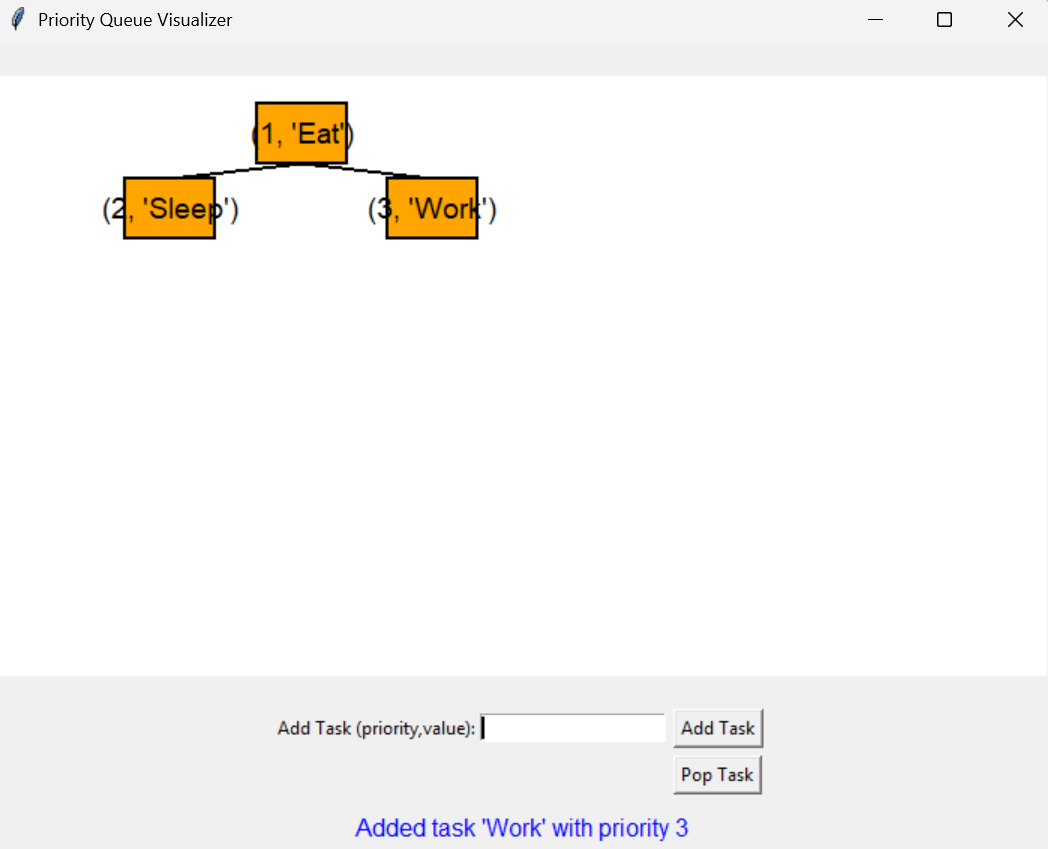 Priority Queue Visualizer
(1, 'Eat')
(2, 'Sleep') (3, 'Work')
Add Task (priority,value): Add Task
Pop Task
Added task 'Work' with priority 3